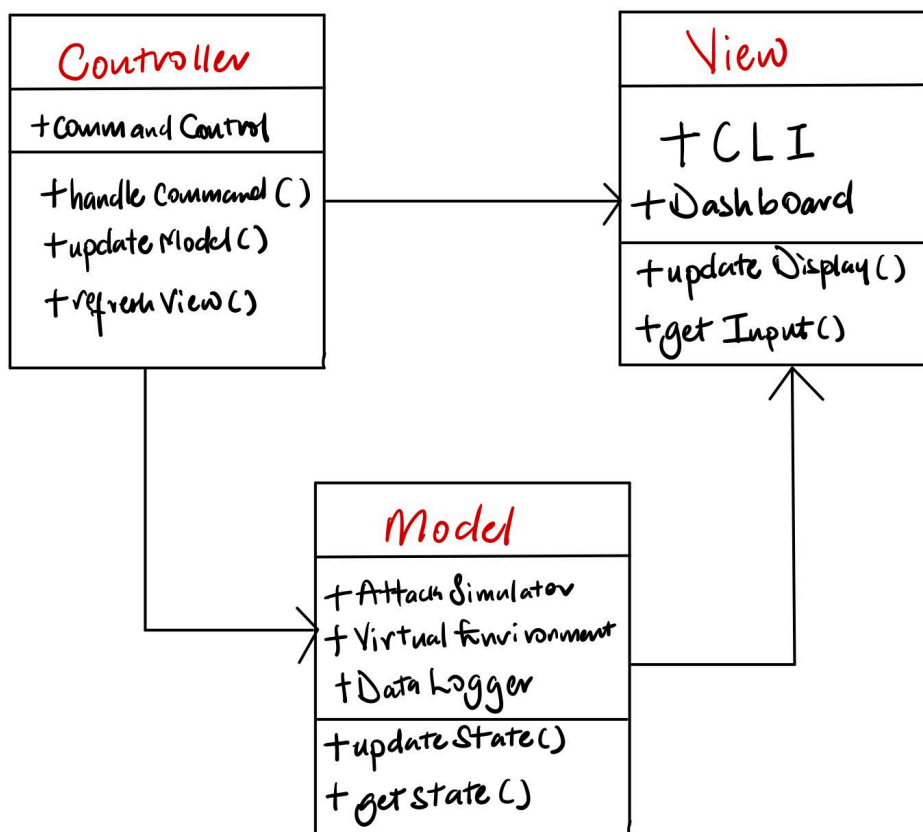 Controller
+Command Control
+handle Command()
+update Model()
+refresh View()
View
+CLI
+Dashboard
+update Display()
+get Input()
Model
+Attack Simulator
+Virtual Environment
+Data Logger
+update State()
+get State()